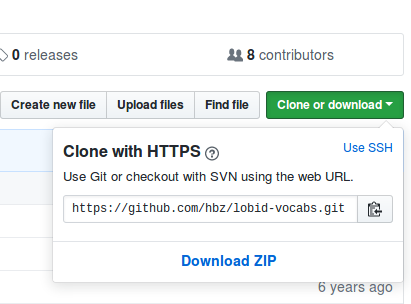 0 releases 8 contributors
Create new file Upload files Find file Clone or download
Clone with HTTPS Use SSH
Use Git or checkout with SVN using the web URL.
https://github.com/hbz/lobid-vocabs.git
Download ZIP
6 years ago